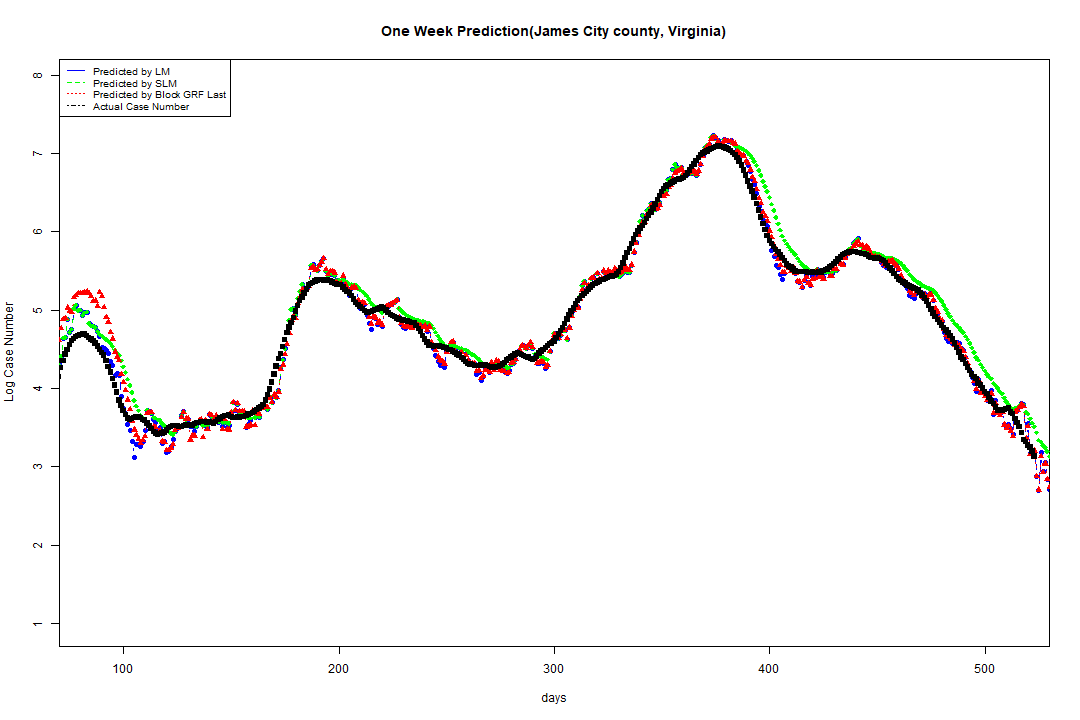 One Week Prediction(James City county, Virginia)
Predicted by LM
Predicted by SLM
Predicted by Block GRF Last
Actual Case Number
8
7
6
5
4
3
2
1
Log Case Number
100 200 300 400 500
days